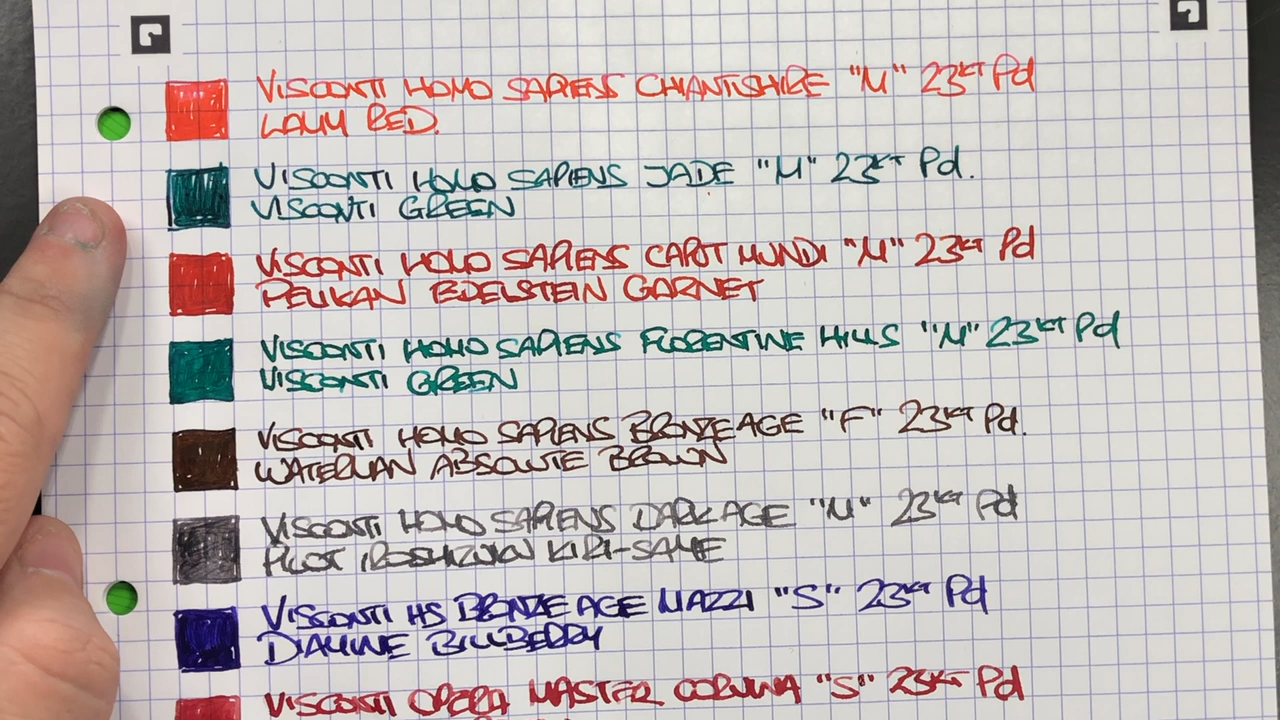 VISCONTI HOMO SAPIENS CHIANTISHIRE "M" 23KT Pd
LAMY RED.
VISCONTI HOMO SAPIENS JADE "M" 23KT Pd.
VISCONTI GREEN
VISCONTI HOMO SAPIENS CAPUT MUNDI "M" 23KT Pd
PELIKAN EDELSTEIN GARNET
VISCONTI HOMO SAPIENS FLORENTINE HILLS "M" 23KT Pd
VISCONTI GREEN
VISCONTI HOMO SAPIENS BRONZE AGE "F" 23KT Pd.
WATERMAN ABSOLUTE BROWN
VISCONTI HOMO SAPIENS DARK AGE "M" 23KT Pd
PILOT IROSHIZUKU KIRI-SAME
VISCONTI HS BRONZE AGE MAZZI "S" 23KT Pd
DIAMINE BILBERRY
VISCONTI OPERA MASTER CORUWA "S" 23KT Pd